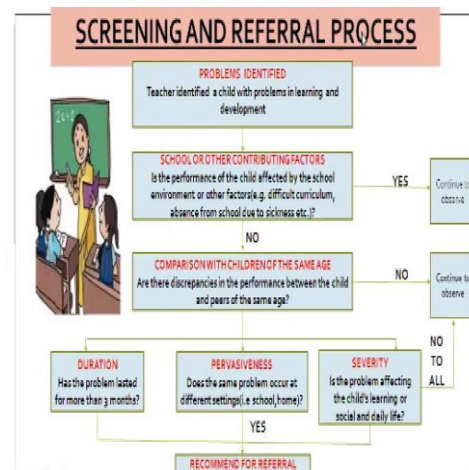 SCREENING AND REFERRAL PROCESS
PROBLEMS IDENTIFIED
Teacher identified a child with problems in learning and
development
SCHOOL OR OTHER CONTRIBUTING FACTORS
Is the performance of the child affected by the school
environment or other factors(e.g. difficult curriculum,
absence from school due to sickness etc.)?
YES
Continue to
observe
NO
COMPARISON WITH CHILDREN OF THE SAME AGE
Are there discrepancies in the performance between the child
and peers of the same age?
NO
Continue to
observe
NO
TO
ALL
DURATION
Has the problem lasted
for more than 3 months?
PERVASIVENESS
Does the same problem occur at
different settings(i.e school,home)?
SEVERITY
Is the problem affecting
the child's learning or
social and daily life?
YES
RECOMMEND FOR REFERRAL